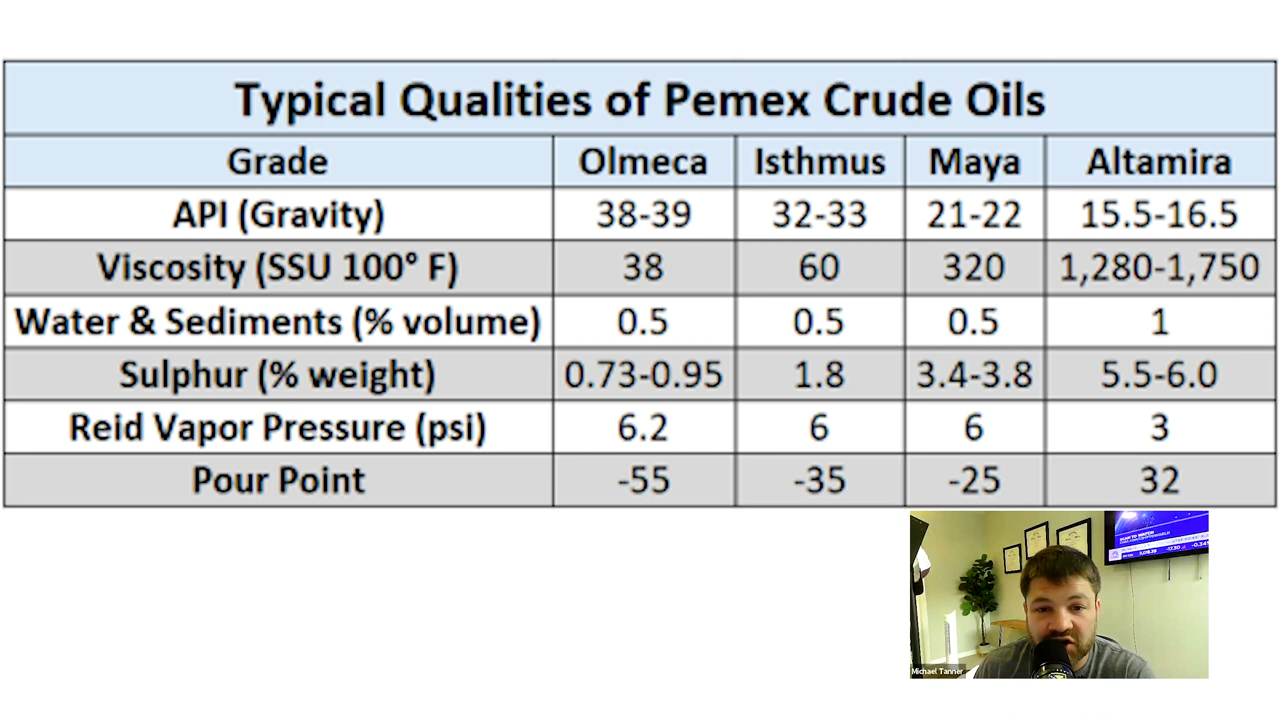 Typical Qualities of Pemex Crude Oils
Grade Olmeca Isthmus Maya Altamira
API (Gravity) 38-39 32-33 21-22 15.5-16.5
Viscosity (SSU 100° F) 38 60 320 1,280-1,750
Water & Sediments (% volume) 0.5 0.5 0.5 1
Sulphur (% weight) 0.73-0.95 1.8 3.4-3.8 5.5-6.0
Reid Vapor Pressure (psi) 6.2 6 6 3
Pour Point -55 -35 -25 32
Michael Tanner